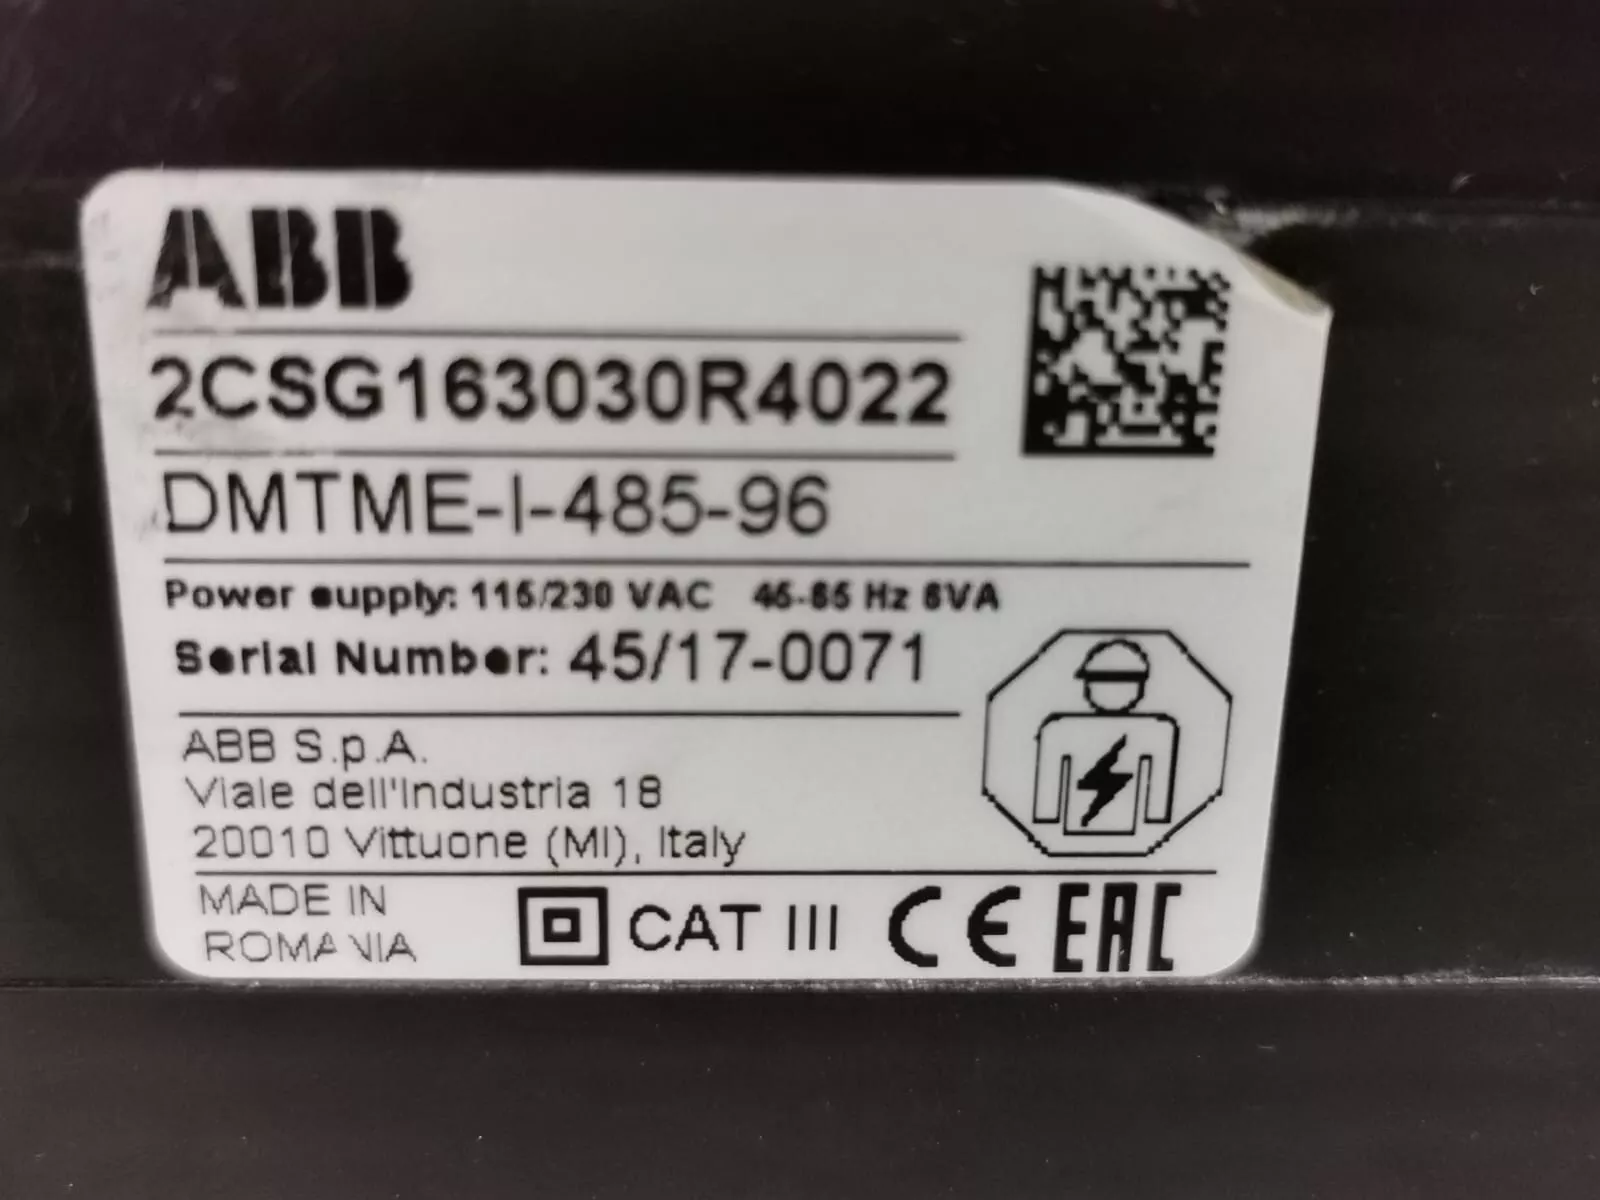 ABB
2CSG163030R4022
DMTME-I-485-96
Power supply: 115/230 VAC 45-65 Hz 6VA
Serial Number: 45/17-0071
ABB S.p.A.
Viale dell'Industria 18
20010 Vittuone (MI), Italy
MADE IN
ROMANIA
CAT III CE EAC